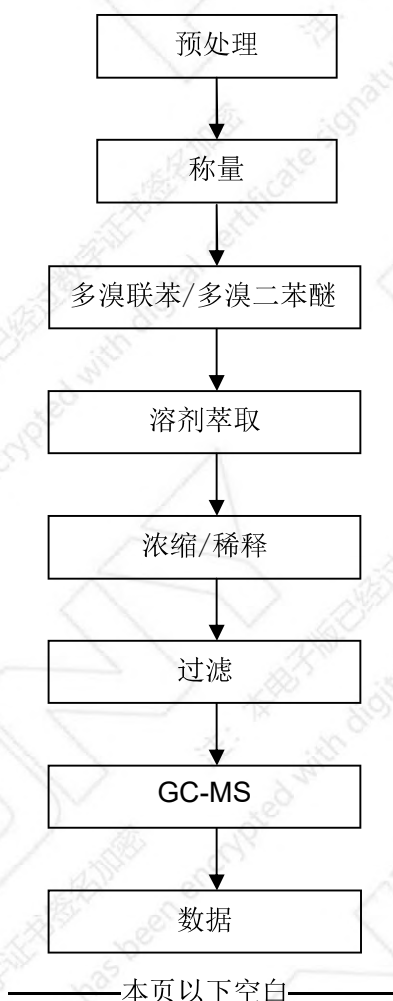 预处理
称量
多溴联苯/多溴二苯醚
溶剂萃取
浓缩/稀释
过滤
GC-MS
数据
本页以下空白